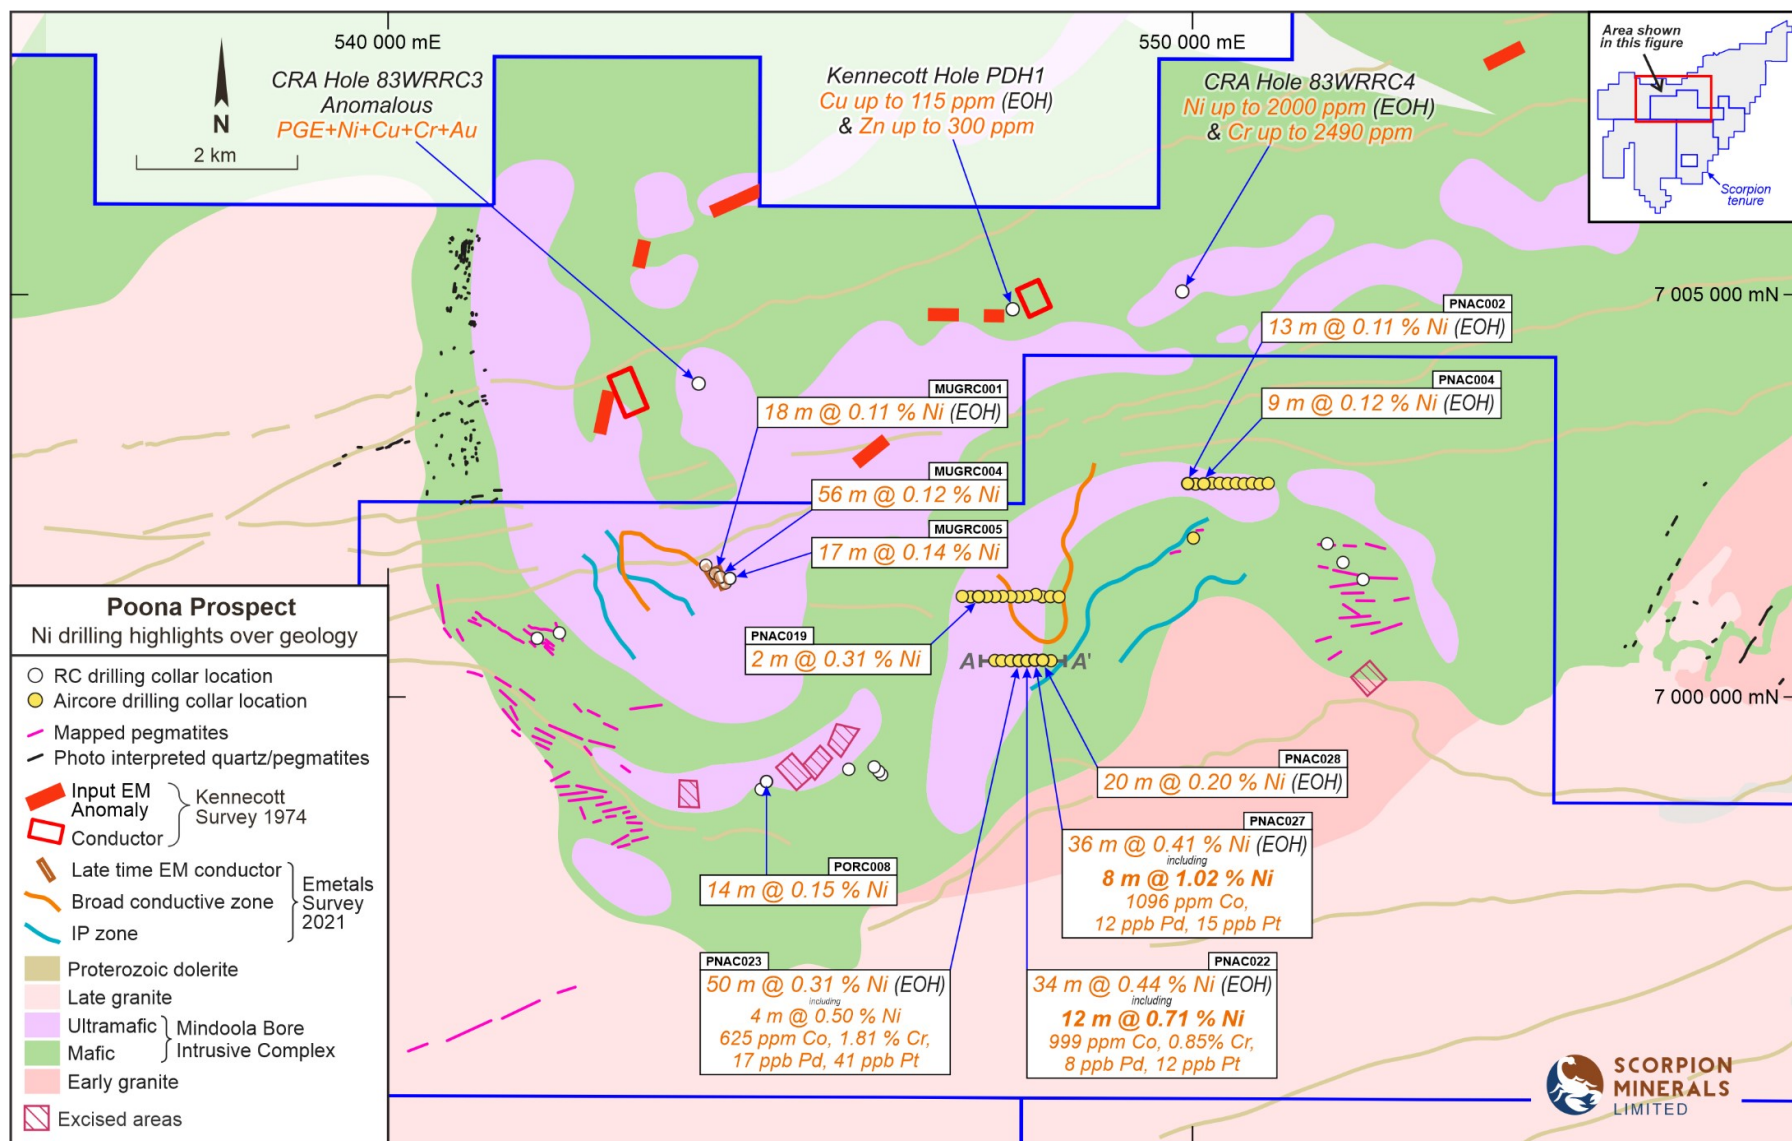 540 000 mE
550 000 mE
Area shown
in this figure
Scorpion
tenure
N
2 km
CRA Hole 83WRRC3
Anomalous
PGE+Ni+Cu+Cr+Au
Kennecott Hole PDH1
Cu up to 115 ppm (EOH)
& Zn up to 300 ppm
CRA Hole 83WRRC4
Ni up to 2000 ppm (EOH)
& Cr up to 2490 ppm
7 005 000 mN
PNAC002
13 m @ 0.11 % Ni (EOH)
PNAC004
9 m @ 0.12 % Ni (EOH)
MUGRC001
18 m @ 0.11 % Ni (EOH)
MUGRC004
56 m @ 0.12 % Ni
MUGRC005
17 m @ 0.14 % Ni
PNAC019
2 m @ 0.31 % Ni
A
A'
7 000 000 mN
PNAC028
20 m @ 0.20 % Ni (EOH)
PNAC027
36 m @ 0.41 % Ni (EOH)
including
8 m @ 1.02 % Ni
1096 ppm Co,
12 ppb Pd, 15 ppb Pt
PORC008
14 m @ 0.15 % Ni
PNAC023
50 m @ 0.31 % Ni (EOH)
including
4 m @ 0.50 % Ni
625 ppm Co, 1.81 % Cr,
17 ppb Pd, 41 ppb Pt
PNAC022
34 m @ 0.44 % Ni (EOH)
including
12 m @ 0.71 % Ni
999 ppm Co, 0.85% Cr,
8 ppb Pd, 12 ppb Pt
Poona Prospect
Ni drilling highlights over geology
RC drilling collar location
Aircore drilling collar location
Mapped pegmatites
Photo interpreted quartz/pegmatites
Input EM
Anomaly
Conductor
Kennecott
Survey 1974
Late time EM conductor
Broad conductive zone
IP zone
Emetals
Survey
2021
Proterozoic dolerite
Late granite
Ultramafic
Mafic
Mindoola Bore
Intrusive Complex
Early granite
Excised areas
SCORPION
MINERALS
LIMITED